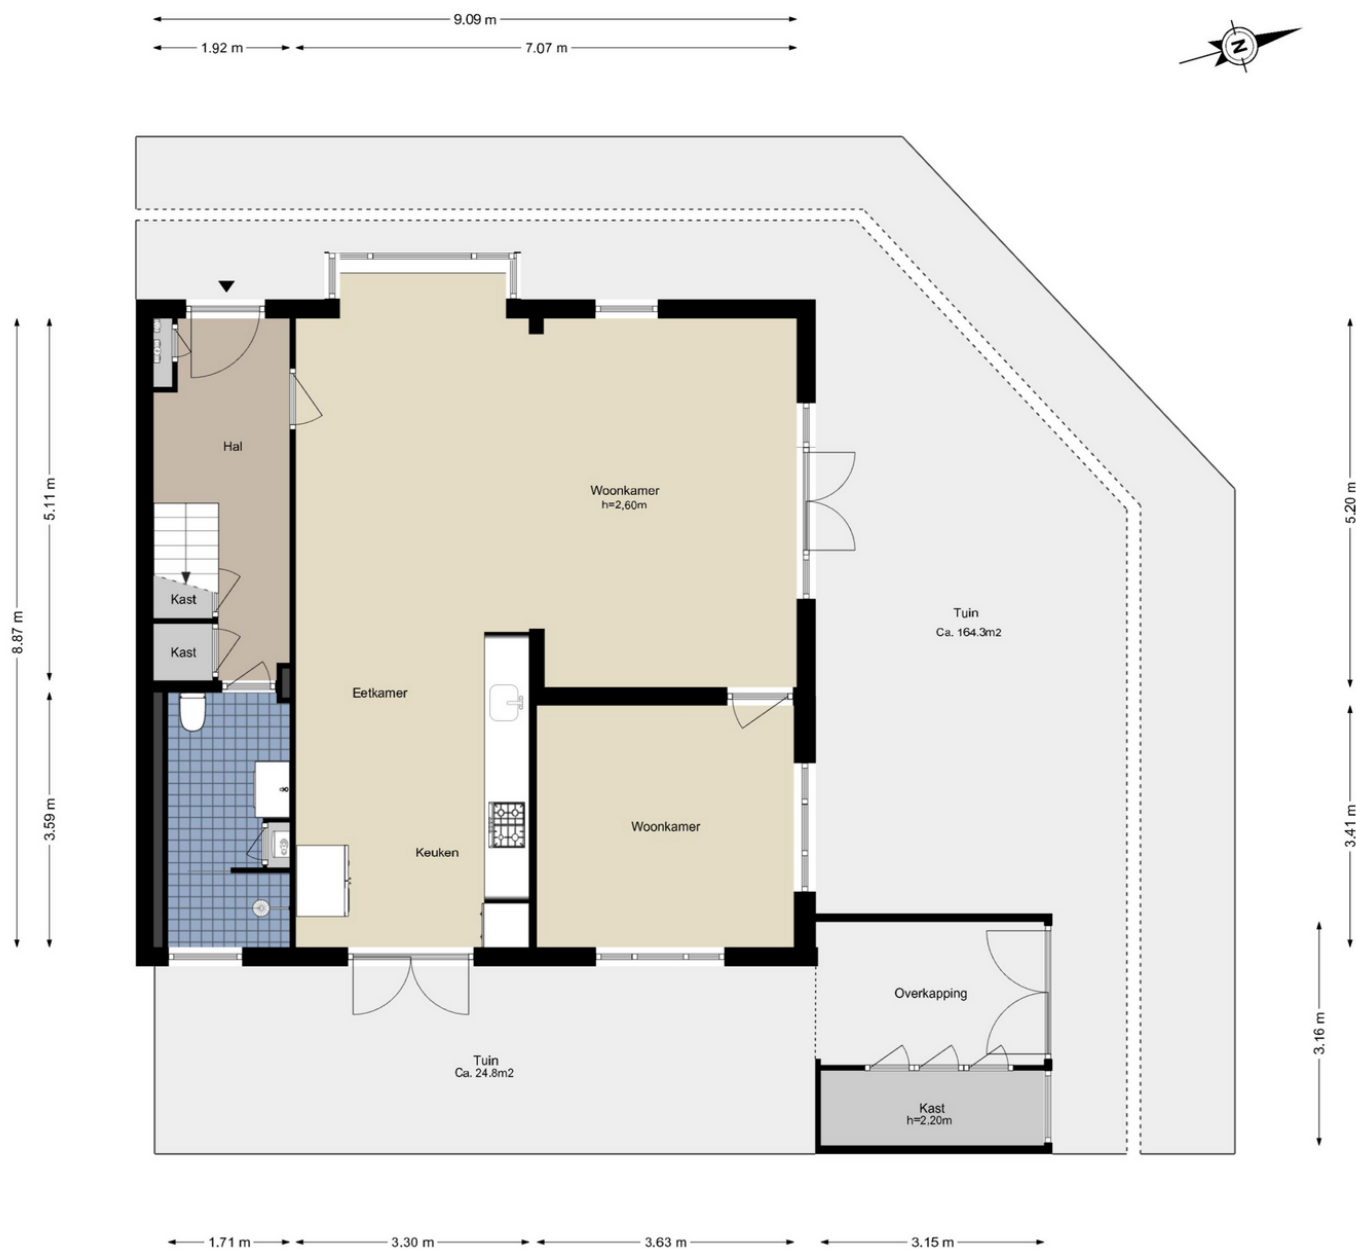 9.09 m
1.92 m
7.07 m
N
Hal
Woonkamer
h=2,60m
5.11 m
5.20 m
8.87 m
Kast
Kast
Tuin
Ca. 164.3m2
Eetkamer
Woonkamer
Keuken
3.59 m
3.41 m
Overkapping
3.16 m
Tuin
Ca. 24.8m2
Kast
h=2.20m
1.71 m
3.30 m
3.63 m
3.15 m